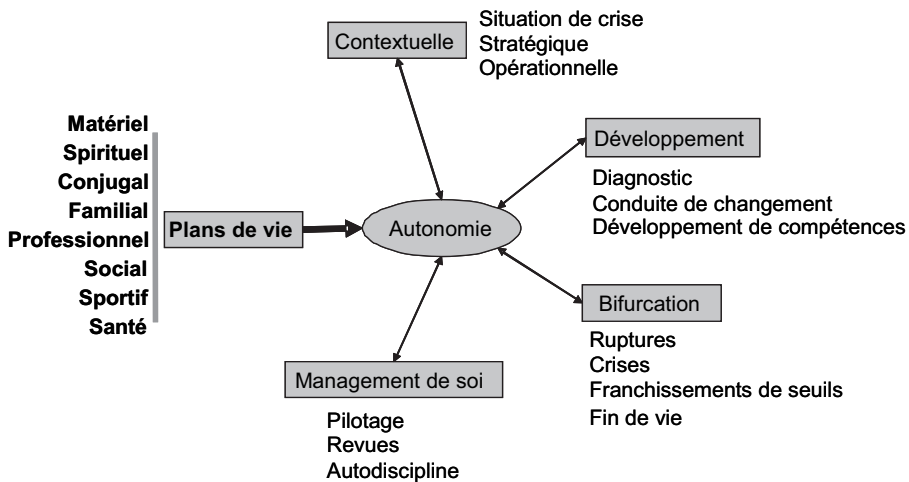 Contextuelle
Situation de crise
Stratégique
Opérationnelle
Matériel
Spirituel
Conjugal
Familial
Professionnel
Social
Sportif
Santé
Plans de vie
Autonomie
Développement
Diagnostic
Conduite de changement
Développement de compétences
Bifurcation
Ruptures
Crises
Franchissements de seuils
Fin de vie
Management de soi
Pilotage
Revues
Autodiscipline